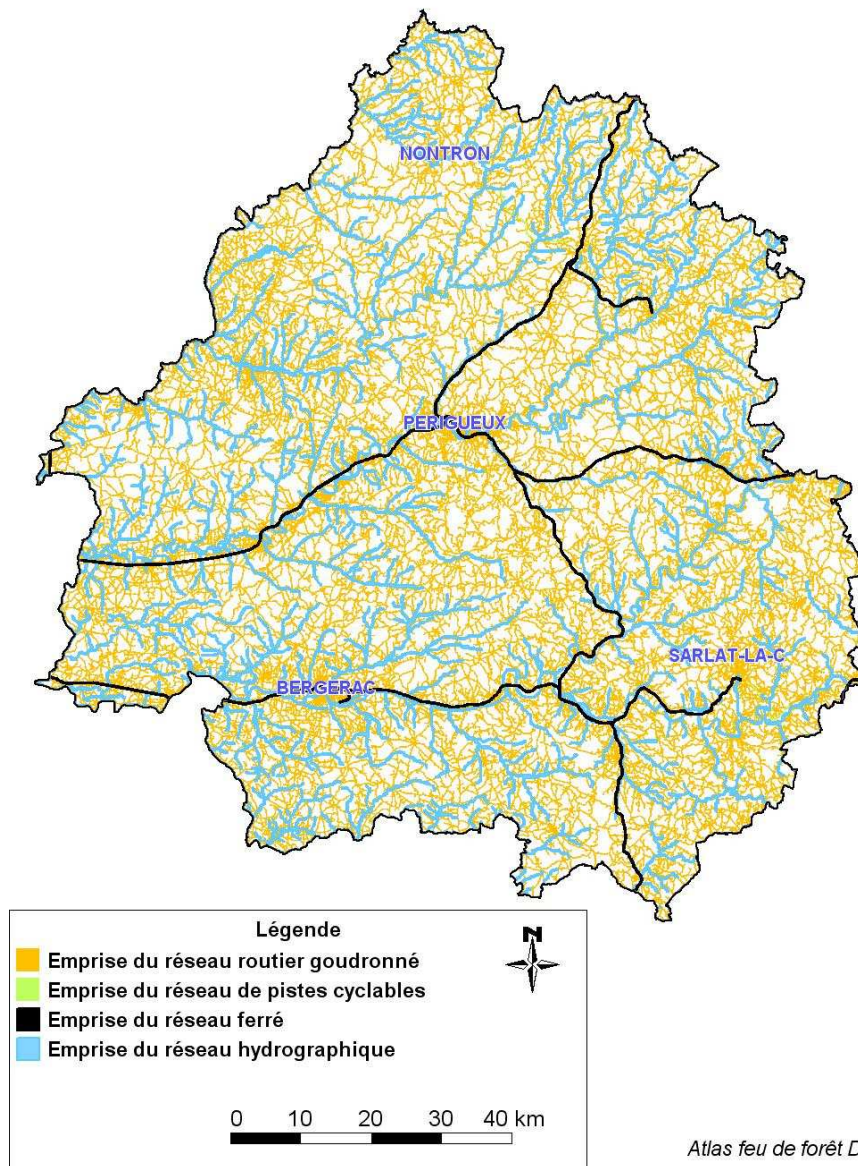 NONTRON
PERIGUEUX
SARLAT-LA-C
BERGERAC
Légende
N
Emprise du réseau routier goudronné
Emprise du réseau de pistes cyclables
Emprise du réseau ferré
Emprise du réseau hydrographique
0 10 20 30 40 km
Atlas feu de forêt D